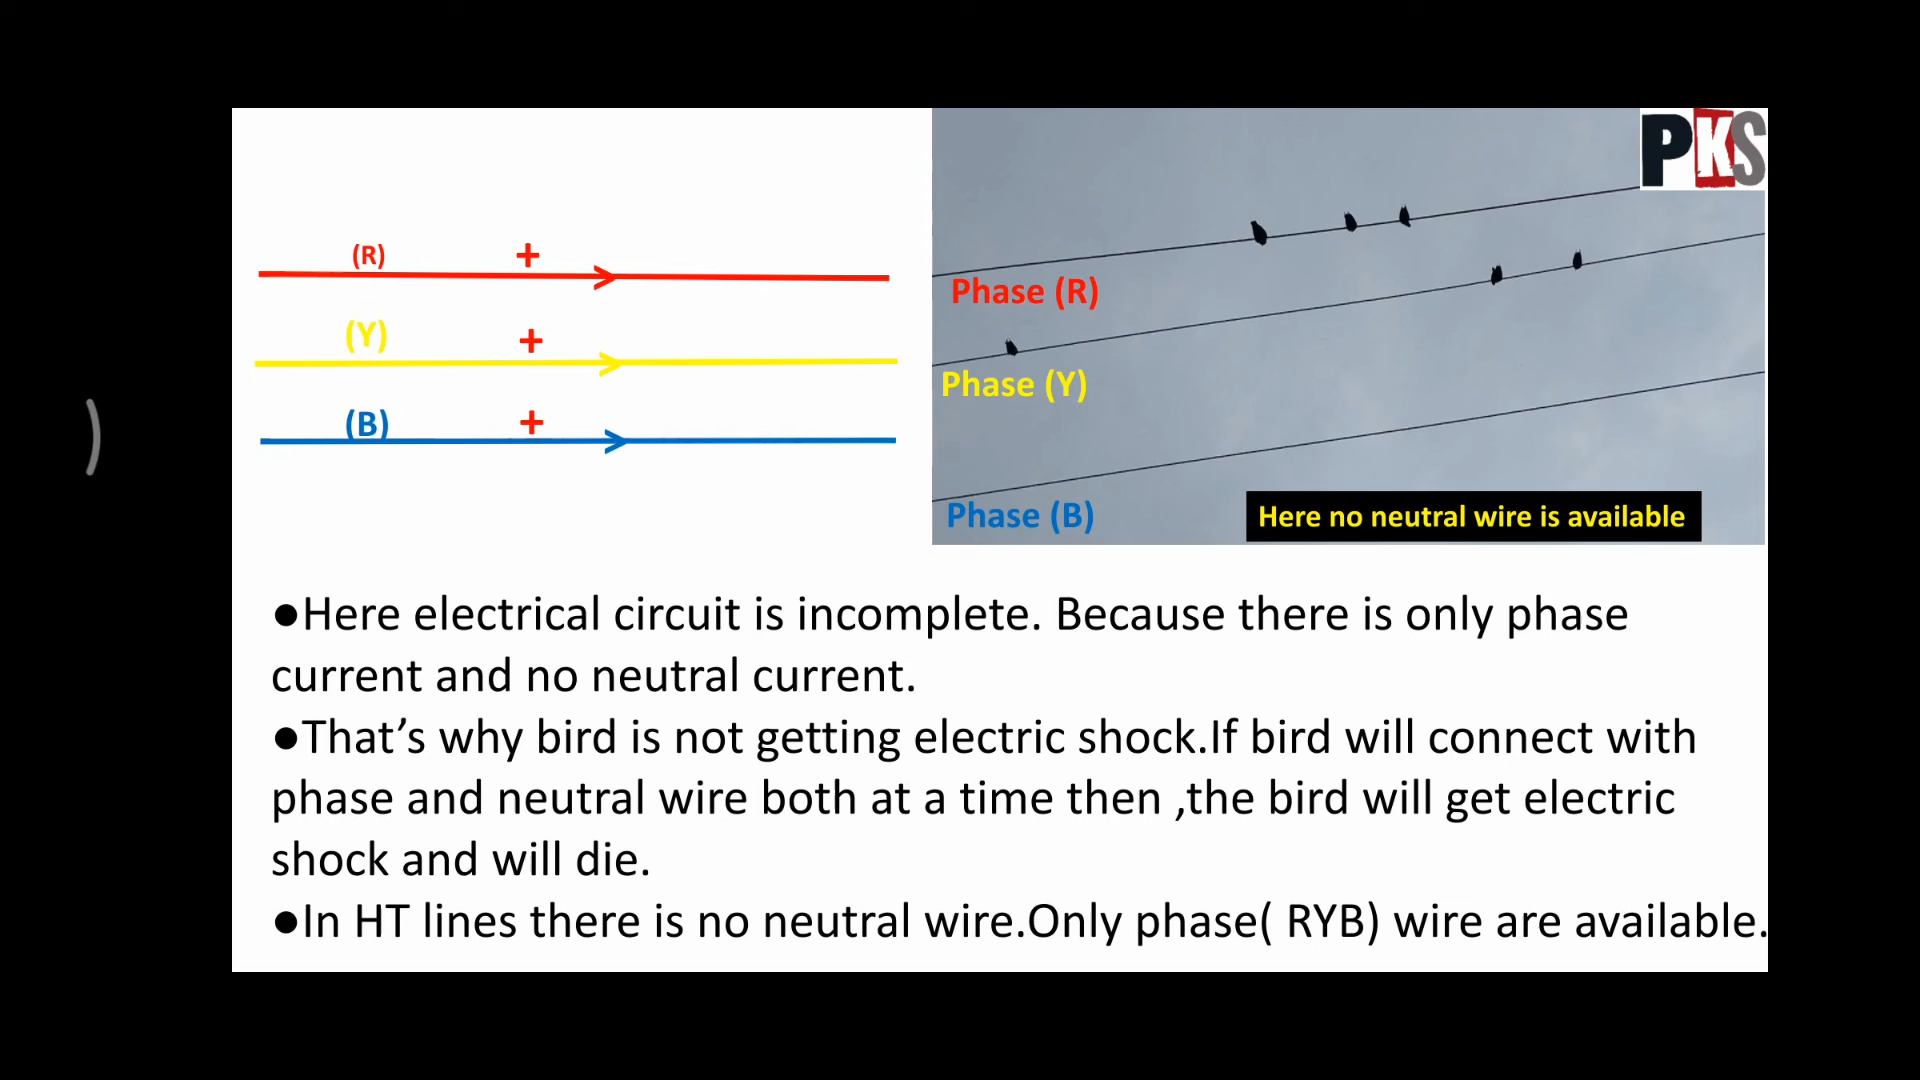 PKS
(R) +
(Y) +
(B) +
Phase (R)
Phase (Y)
Phase (B)
Here no neutral wire is available
●Here electrical circuit is incomplete. Because there is only phase
current and no neutral current.
●That’s why bird is not getting electric shock.If bird will connect with
phase and neutral wire both at a time then ,the bird will get electric
shock and will die.
●In HT lines there is no neutral wire.Only phase( RYB) wire are available.